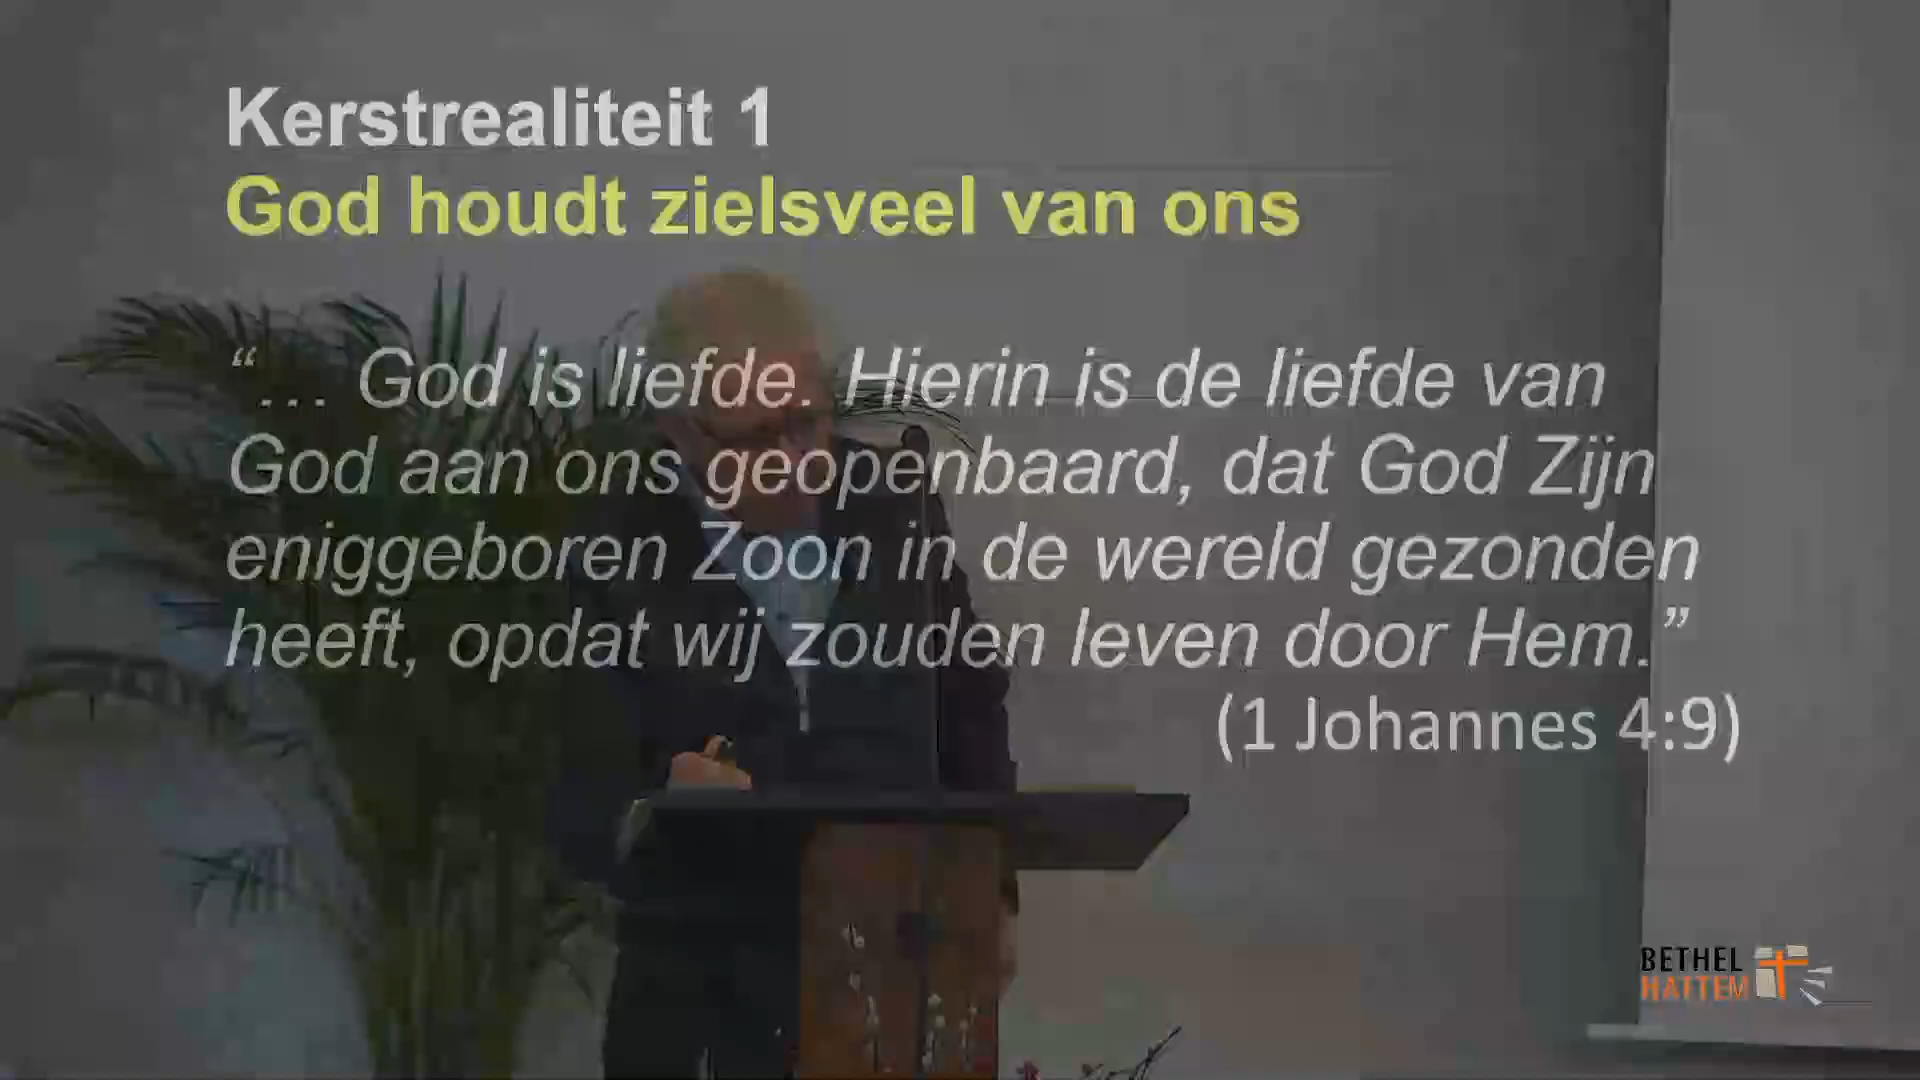 Kerstrealiteit 1
God houdt zielsveel van ons
“… God is liefde. Hierin is de liefde van
God aan ons geopenbaard, dat God Zijn
eniggeboren Zoon in de wereld gezonden
heeft, opdat wij zouden leven door Hem.”
(1 Johannes 4:9)
BETHEL
HATTEM